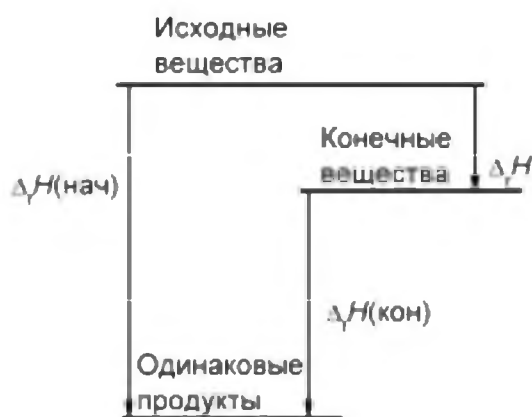 Исходные
вещества
Конечные
вещества
ΔᵣH
ΔᵣH(нач)
ΔᵣH(кон)
Одинаковые
продукты